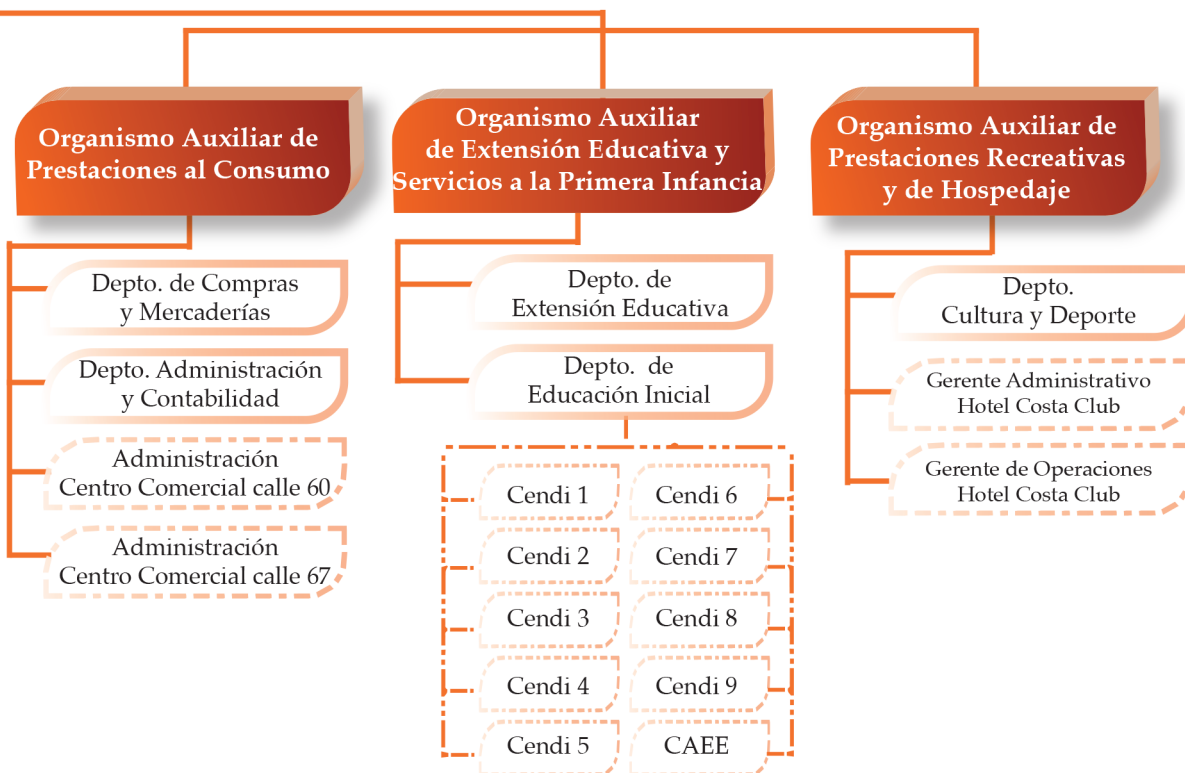 Organismo Auxiliar de
Prestaciones al Consumo
Depto. de Compras
y Mercaderías
Depto. Administración
y Contabilidad
Administración
Centro Comercial calle 60
Administración
Centro Comercial calle 67
Organismo Auxiliar
de Extensión Educativa y
Servicios a la Primera Infancia
Depto. de
Extensión Educativa
Depto. de
Educación Inicial
Cendi 1
Cendi 6
Cendi 2
Cendi 7
Cendi 3
Cendi 8
Cendi 4
Cendi 9
Cendi 5
CAEE
Organismo Auxiliar de
Prestaciones Recreativas
y de Hospedaje
Depto.
Cultura y Deporte
Gerente Administrativo
Hotel Costa Club
Gerente de Operaciones
Hotel Costa Club